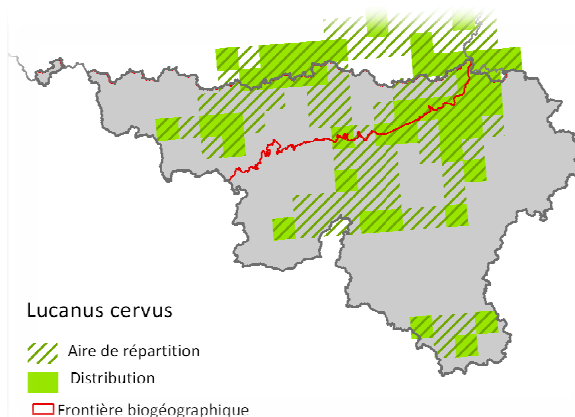 Lucanus cervus
Aire de répartition
Distribution
Frontière biogéographique